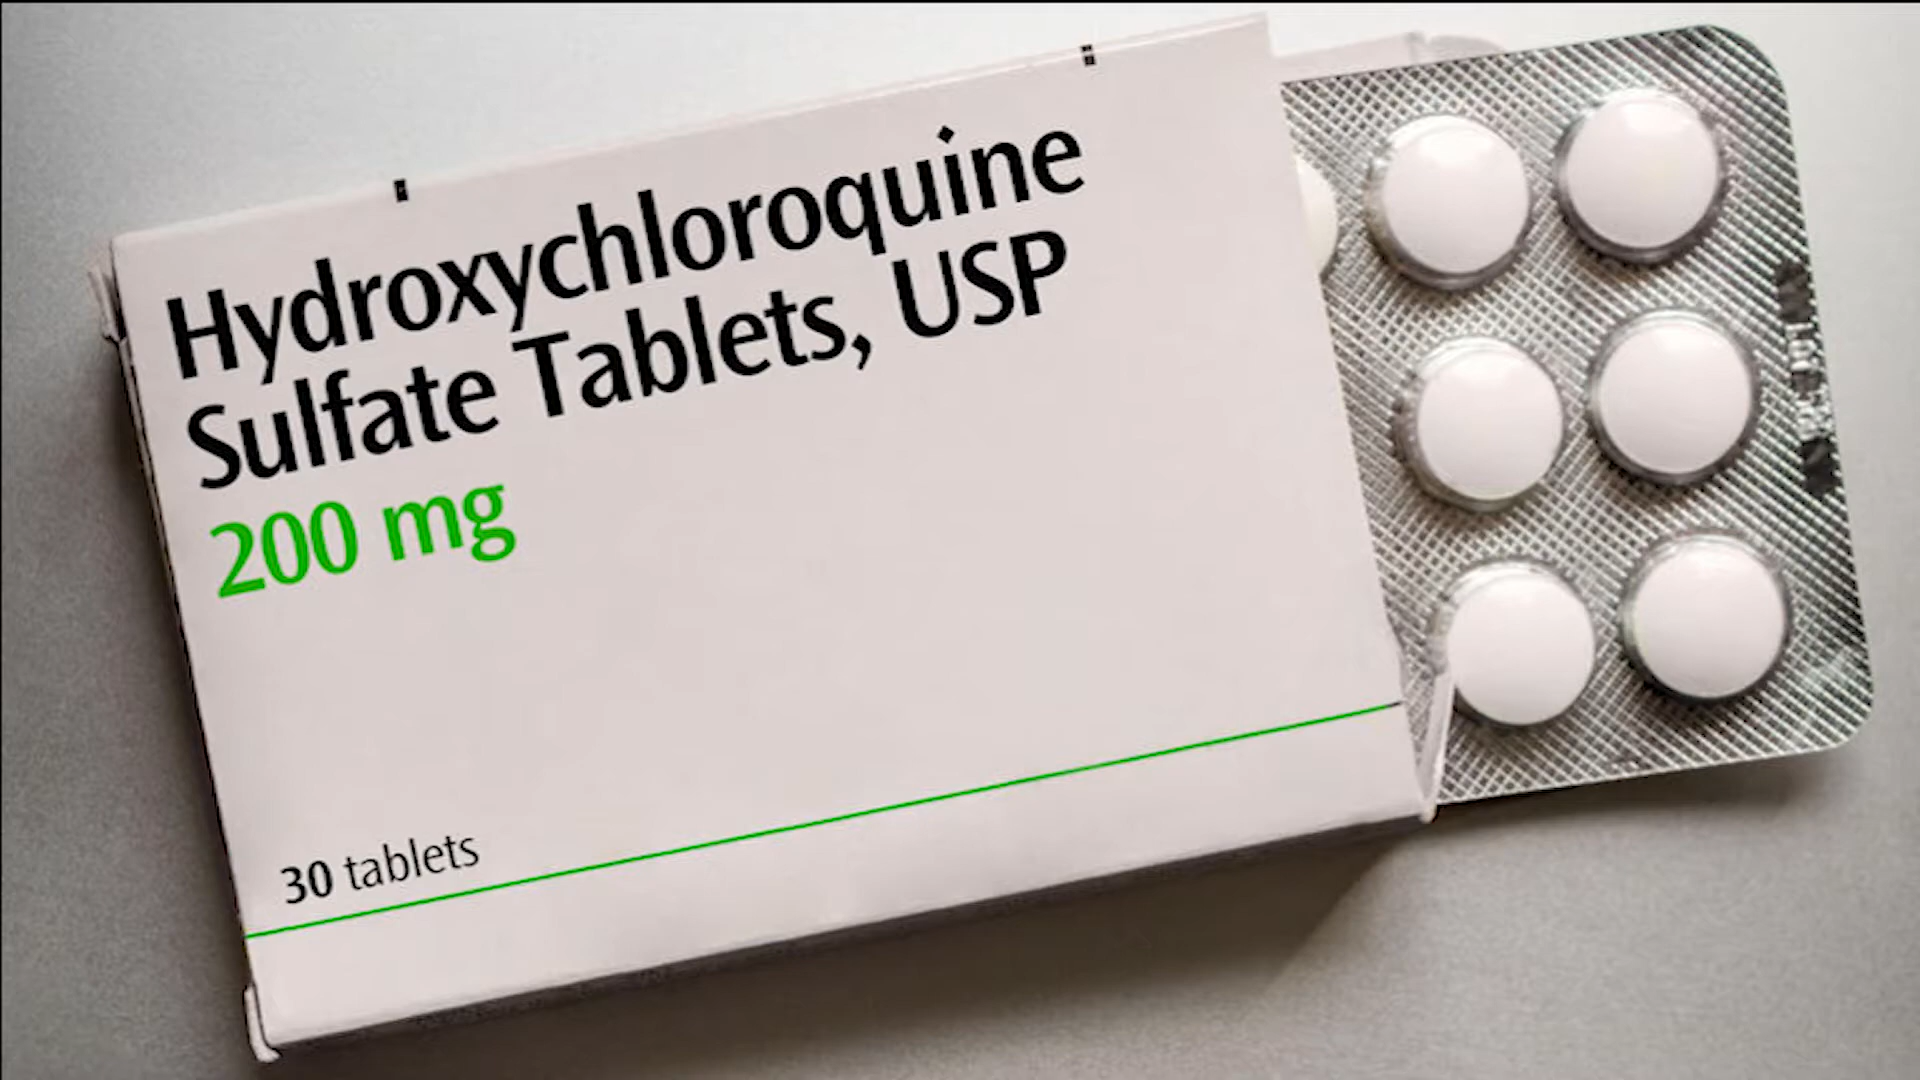 Hydroxychloroquine
Sulfate Tablets, USP
200 mg
30 tablets